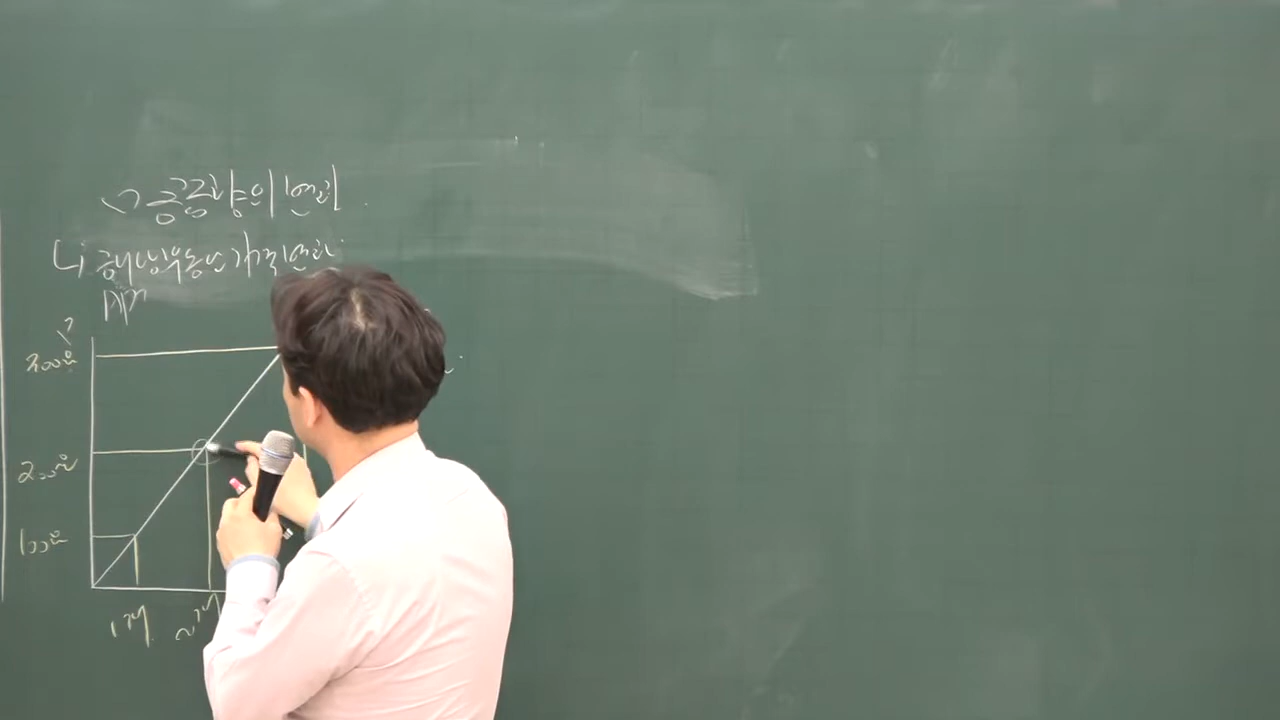 <) 공급량의 변화
ㄴ) 해당부동산가격변화
300원
200원
100원
1개
2개